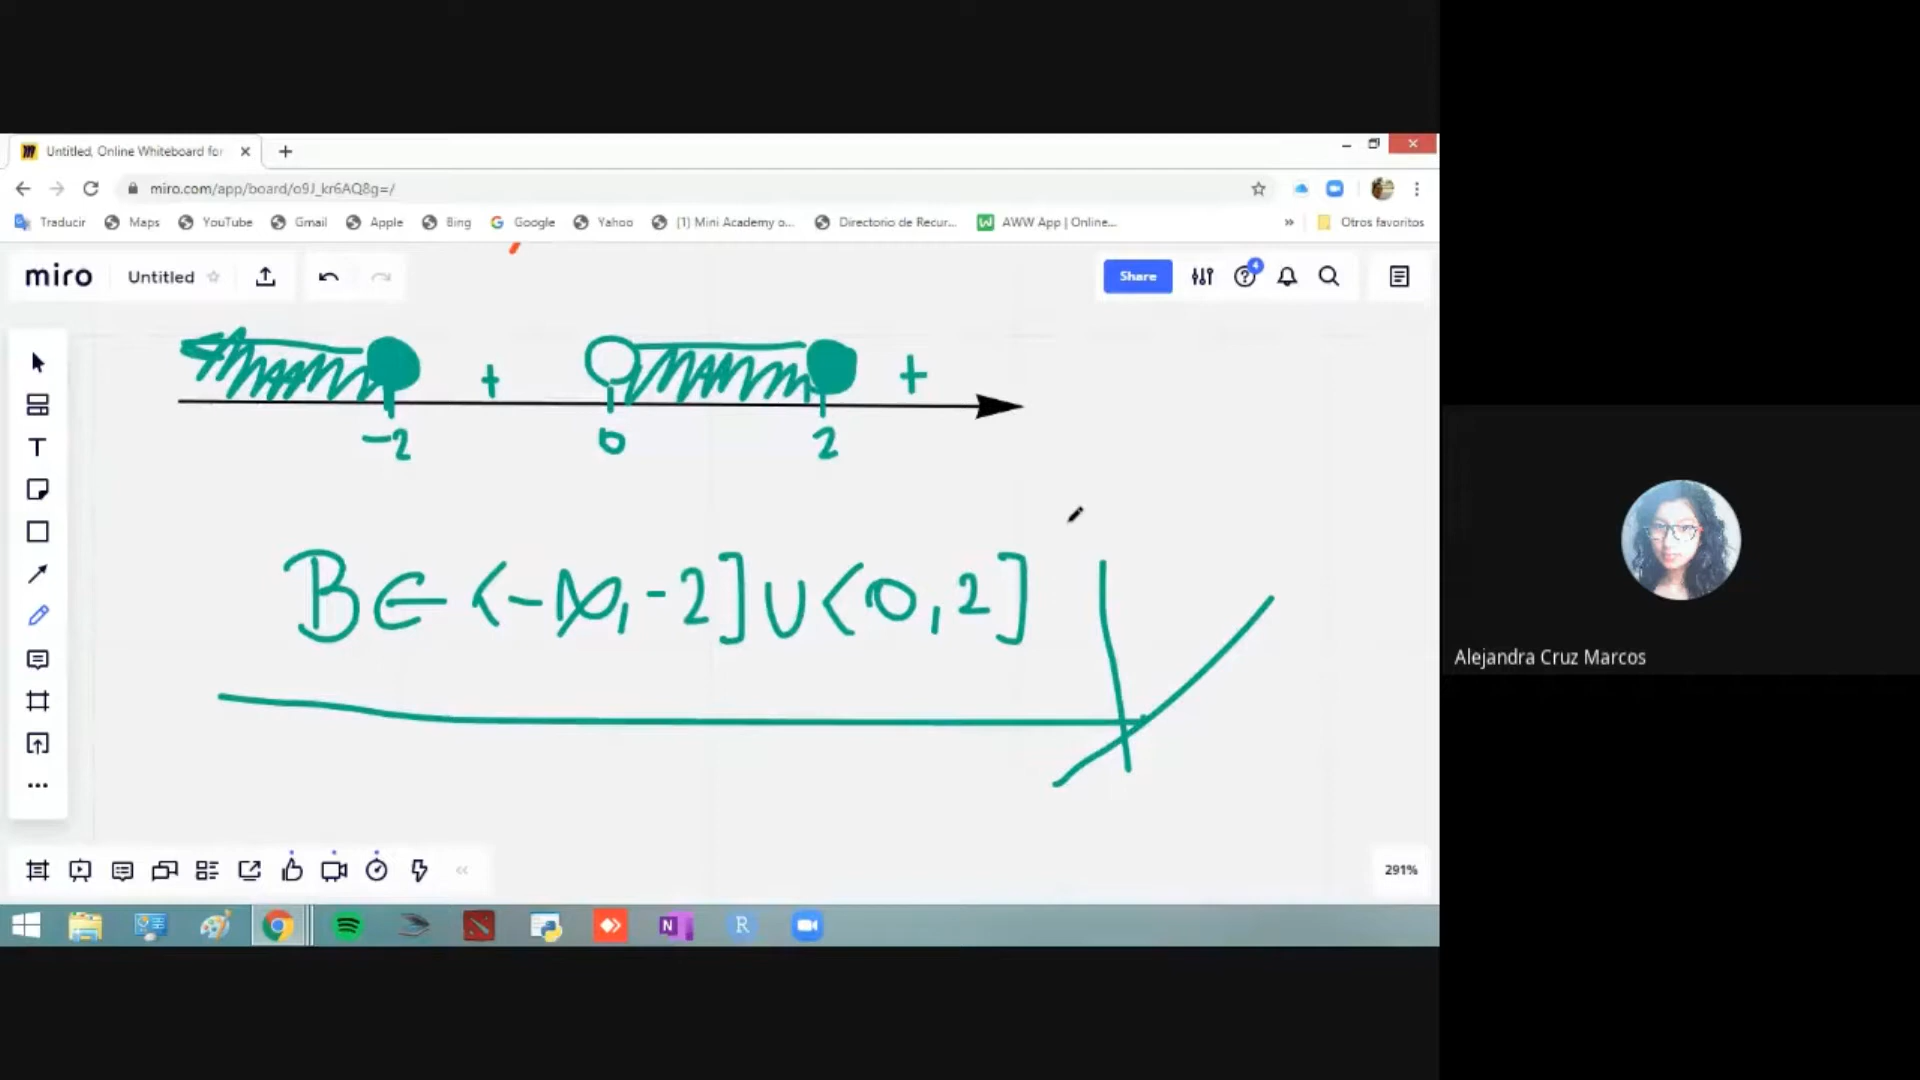 Untitled, Online Whiteboard for
miro.com/app/board/o9J_kr6AQ8g=/
Traducir Maps YouTube Gmail Apple Bing Google Yahoo (1) Mini Academy o... Directorio de Recur... AWW App | Online... » Otros favoritos
miro Untitled Share 4
+ +
-2 0 2
B∈<-∞,-2]∪<0,2]
T
Alejandra Cruz Marcos
291%
N R